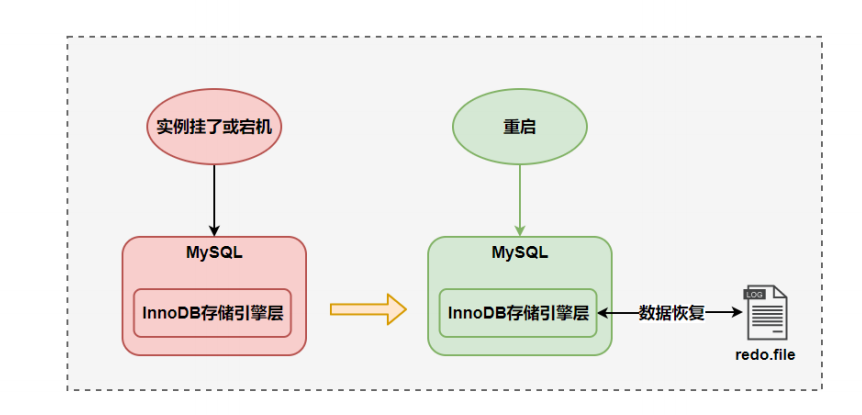 实例挂了或宕机
重启
MySQL
MySQL
InnoDB存储引擎层
InnoDB存储引擎层
数据恢复
LOG
redo.file